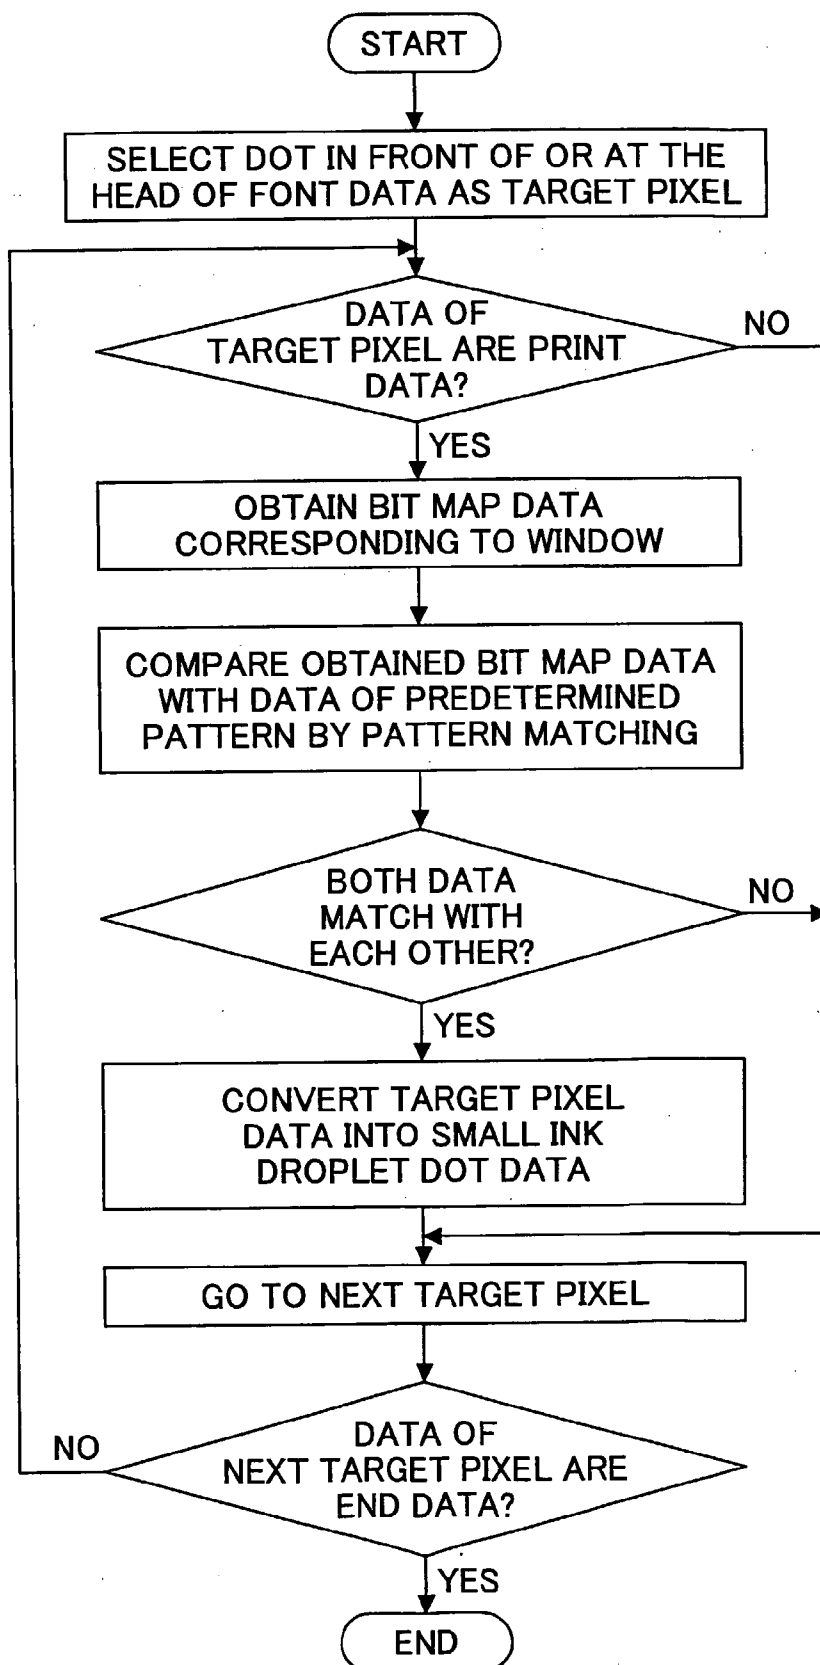 START
SELECT DOT IN FRONT OF OR AT THE
HEAD OF FONT DATA AS TARGET PIXEL
DATA OF
TARGET PIXEL ARE PRINT
DATA?
NO
YES
OBTAIN BIT MAP DATA
CORRESPONDING TO WINDOW
COMPARE OBTAINED BIT MAP DATA
WITH DATA OF PREDETERMINED
PATTERN BY PATTERN MATCHING
BOTH DATA
MATCH WITH
EACH OTHER?
NO
YES
CONVERT TARGET PIXEL
DATA INTO SMALL INK
DROPLET DOT DATA
GO TO NEXT TARGET PIXEL
DATA OF
NEXT TARGET PIXEL ARE
END DATA?
NO
YES
END